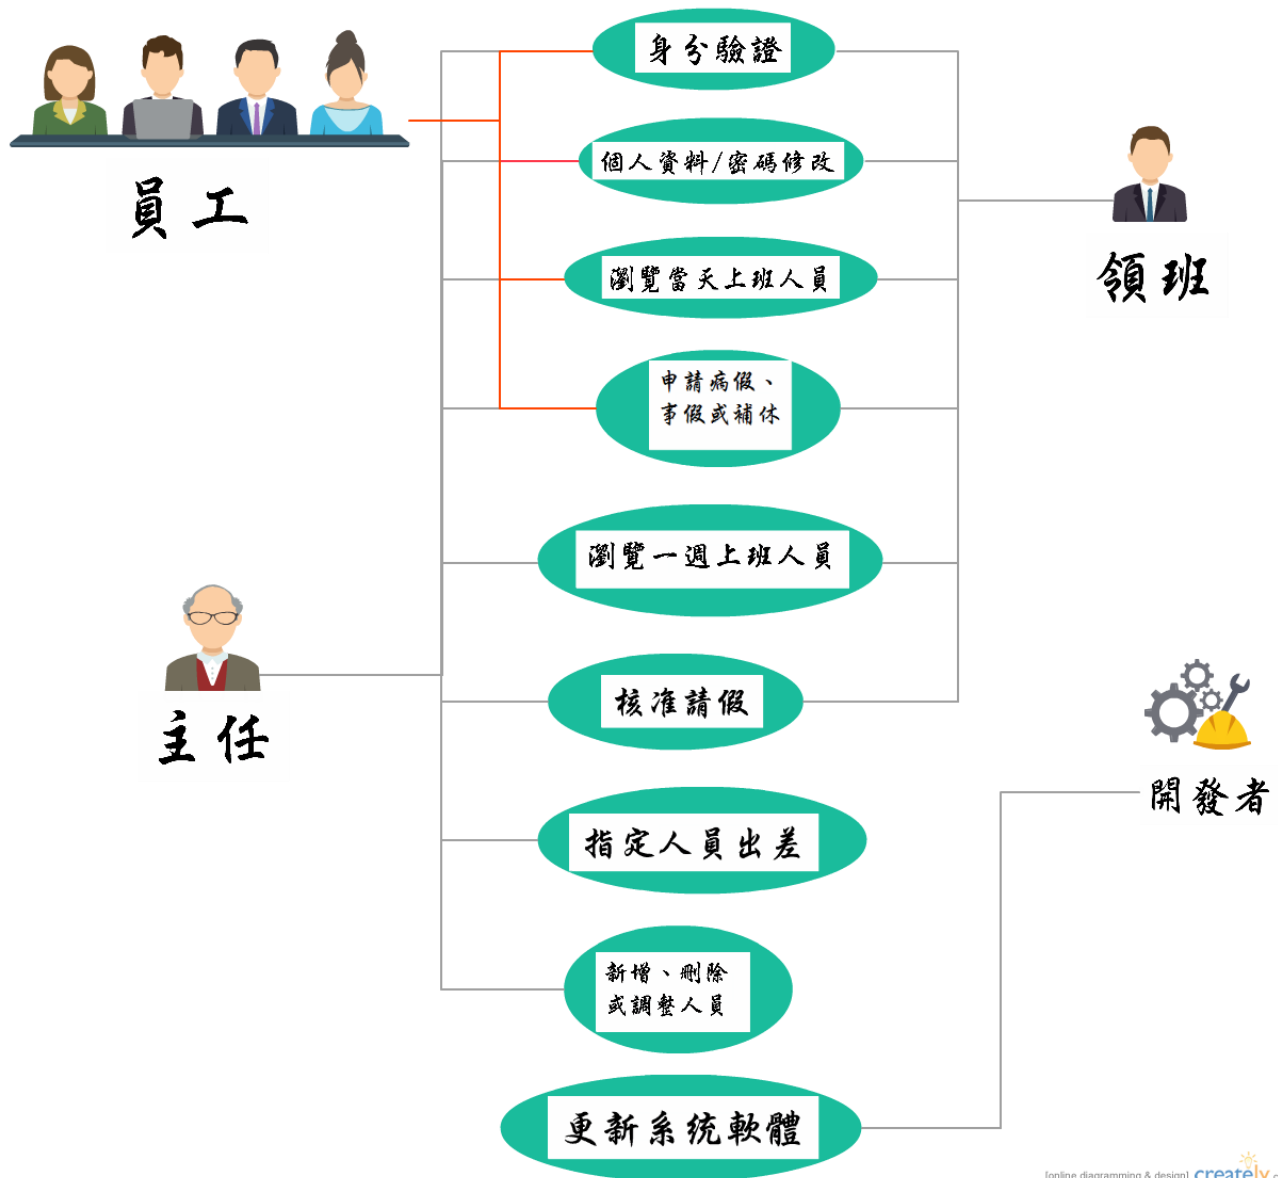 身分驗證
個人資料/密碼修改
員工
領班
瀏覽當天上班人員
申請病假、
事假或補休
瀏覽一週上班人員
核准請假
主任
開發者
指定人員出差
新增、刪除
或調整人員
更新系統軟體
[online diagramming & design] creately.c